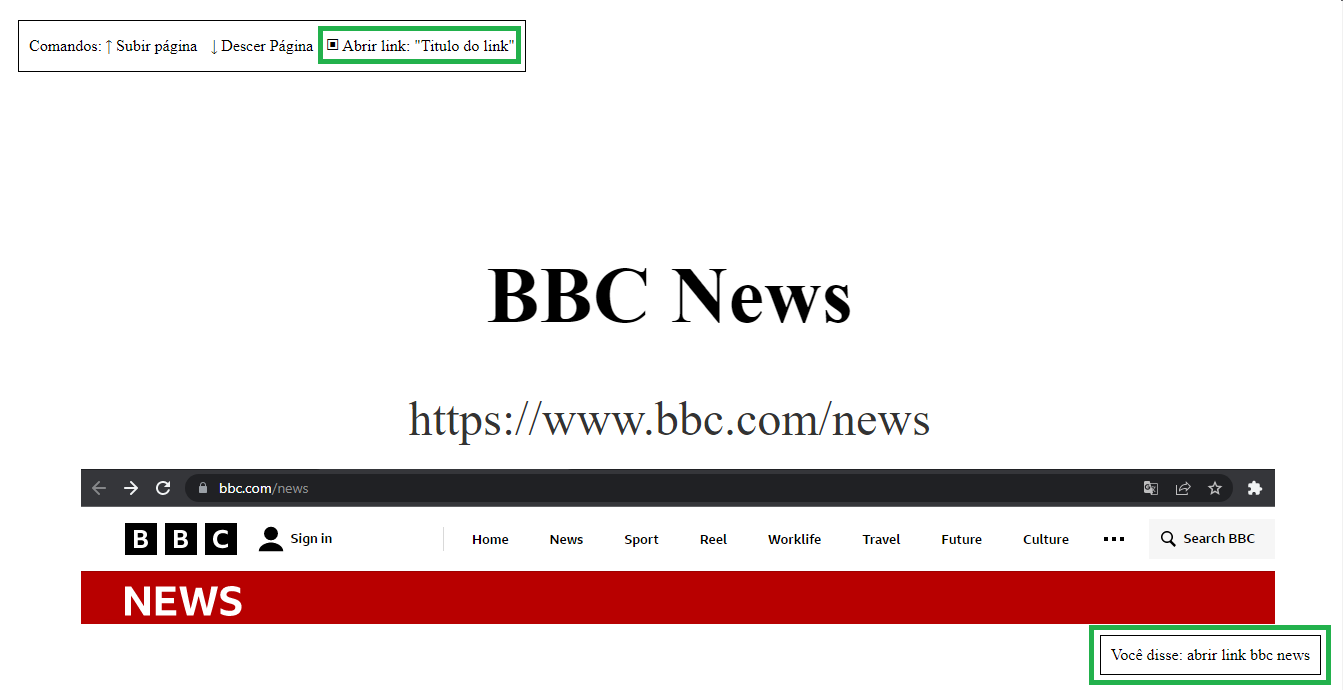 Comandos: ↑ Subir página ↓ Descer Página ▣ Abrir link: "Titulo do link"
BBC News
https://www.bbc.com/news
bbc.com/news
BBC Sign in Home News Sport Reel Worklife Travel Future Culture ... Search BBC
NEWS
Você disse: abrir link bbc news